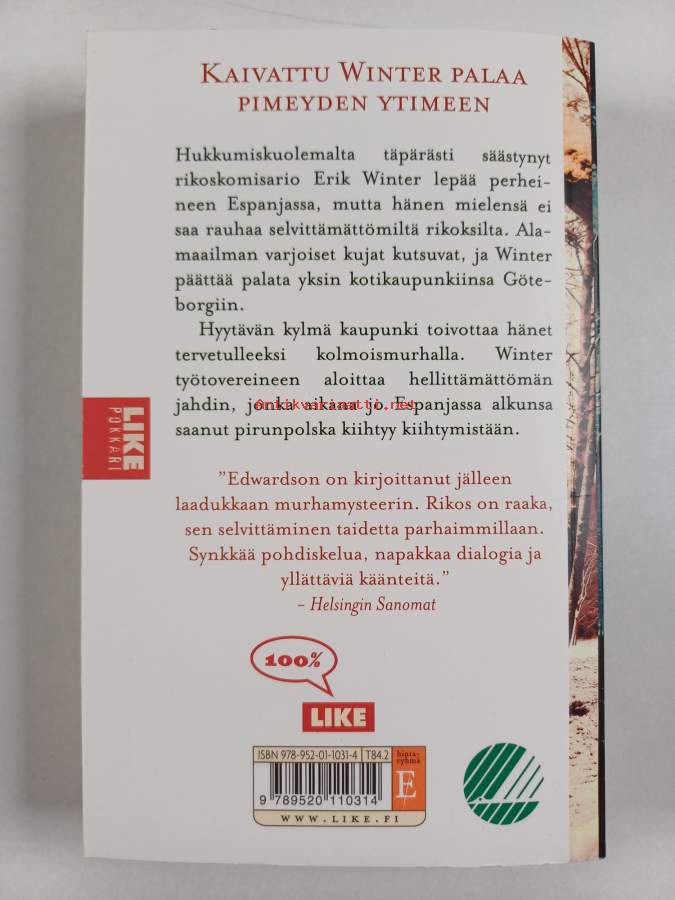 KAIVATTU WINTER PALAA
PIMEYDEN YTIMEEN
Hukkumiskuolemalta täpärästi säästynyt
rikoskomisario Erik Winter lepää perhei-
neen Espanjassa, mutta hänen mielensä ei
saa rauhaa selvittämättömiltä rikoksilta. Ala-
maailman varjoiset kujat kutsuvat, ja Winter
päättää palata yksin kotikaupunkiinsa Göte-
borgiin.
Hyytävän kylmä kaupunki toivottaa hänet
tervetulleeksi kolmoismurhalla. Winter
työtovereineen aloittaa hellittämättömän
jahdin, jonka aikana jo Espanjassa alkunsa
saanut pirunpolska kiihtyy kiihtymistään.
antikvariaatti.net
LIKE
POKKARI
"Edwardson on kirjoittanut jälleen
laadukkaan murhamysteerin. Rikos on raaka,
sen selvittäminen taidetta parhaimmillaan.
Synkkää pohdiskelua, napakkaa dialogia ja
yllättäviä käänteitä."
– Helsingin Sanomat
100%
LIKE
ISBN 978-952-01-1031-4 T84.2
hinta-
ryhmä
E
9 789520 110314
WWW.LIKE.FI